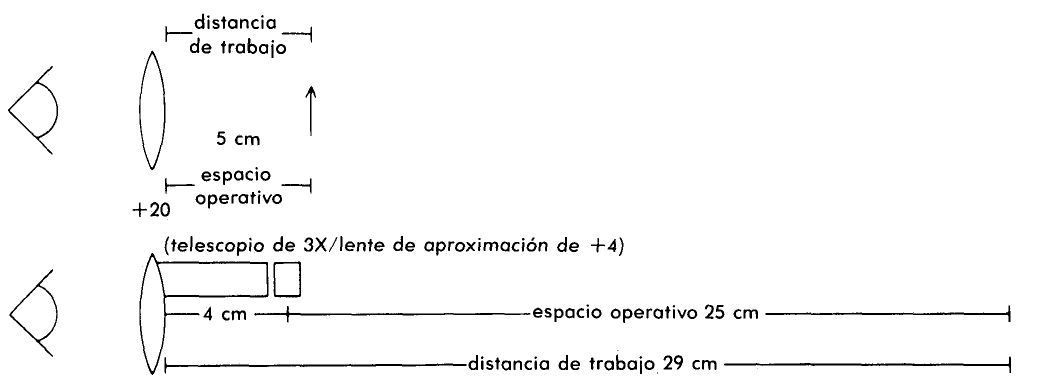 distancia
de trabajo
5 cm
espacio
operativo
+20
(telescopio de 3X/lente de aproximación de +4)
4 cm
espacio operativo 25 cm
distancia de trabajo 29 cm